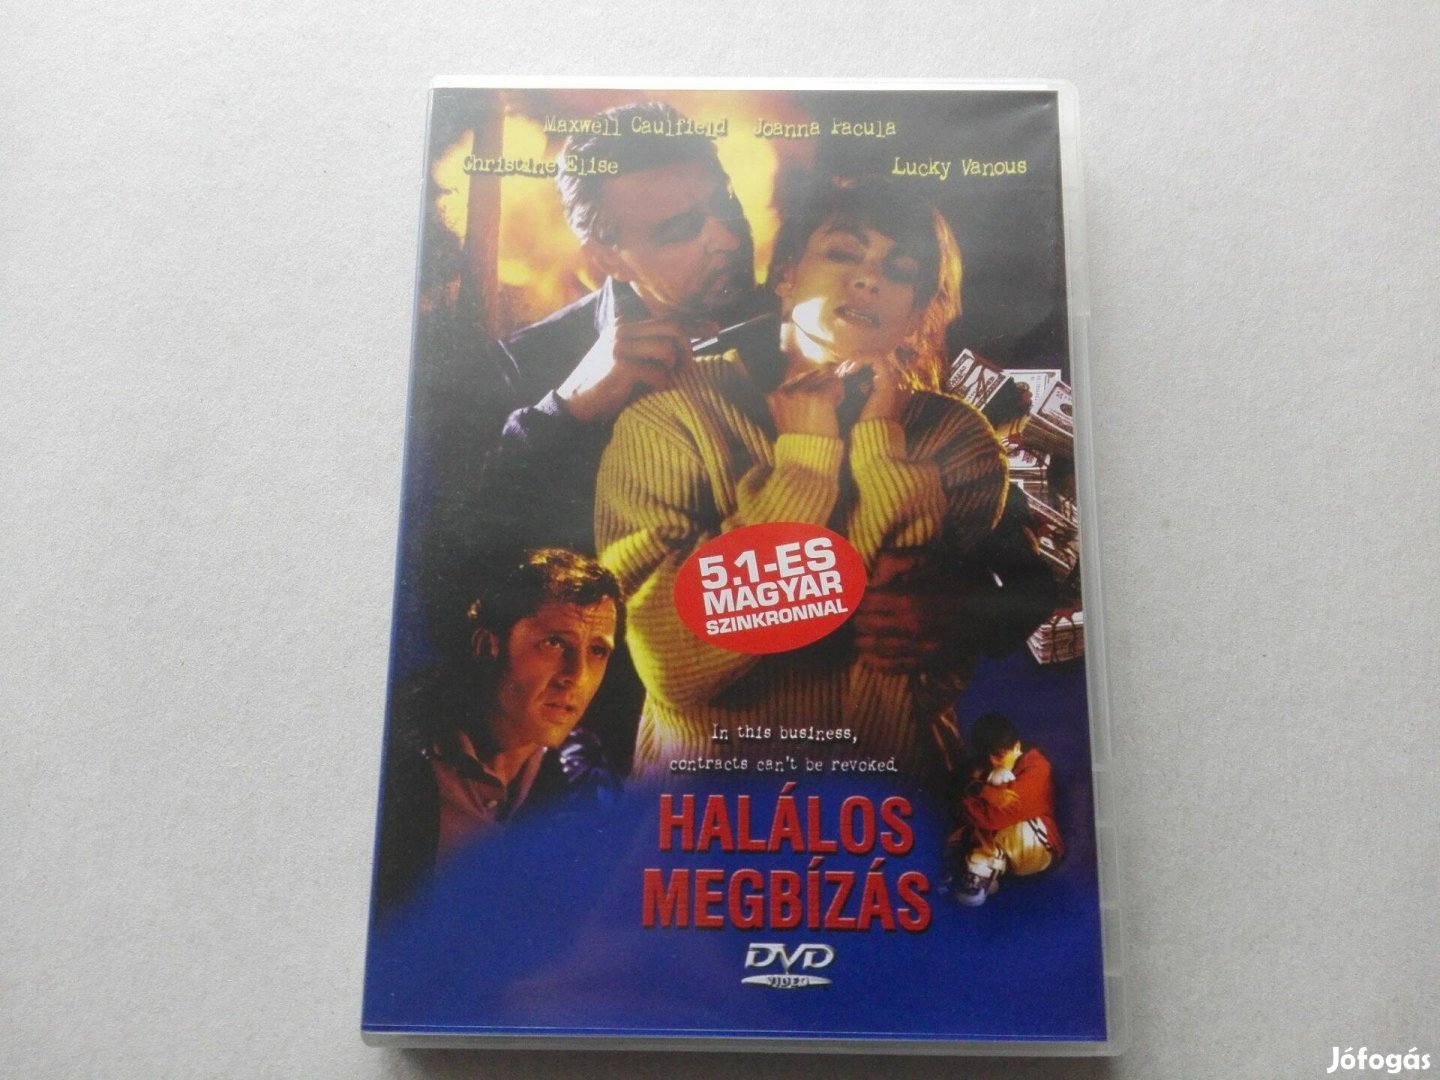 Maxwell Caulfield Joanna Pacula
Christine Elise Lucky Vanous
5.1-ES
MAGYAR
SZINKRONNAL
In this business,
contracts can't be revoked.
HALÁLOS
MEGBÍZÁS
DVD
VIDEO
Jófogás